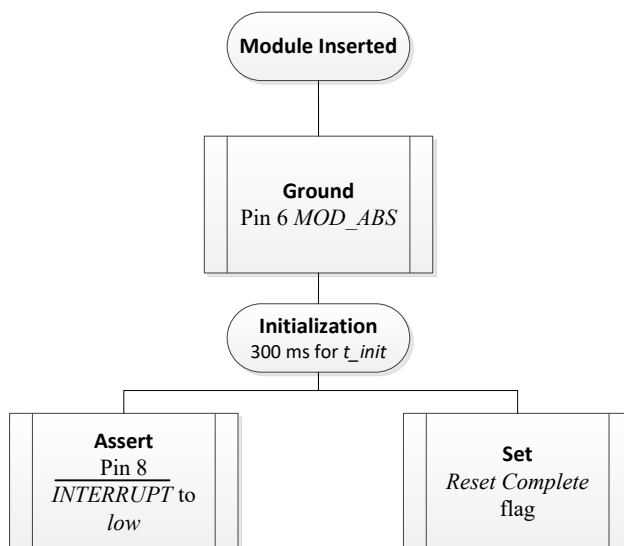 Module Inserted
Ground
Pin 6 MOD_ABS
Initialization
300 ms for t_init
Assert
Pin 8
INTERRUPT to
low
Set
Reset Complete
flag